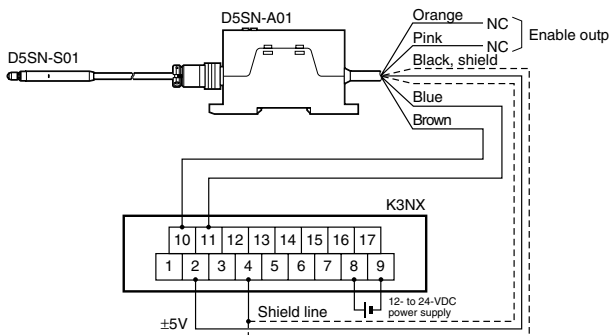 D5SN-A01
D5SN-S01
Orange
NC
Pink
NC
Enable outp
Black, shield
Blue
Brown
K3NX
10 11 12 13 14 15 16 17
1 2 3 4 5 6 7 8 9
12- to 24-VDC
power supply
Shield line
±5V